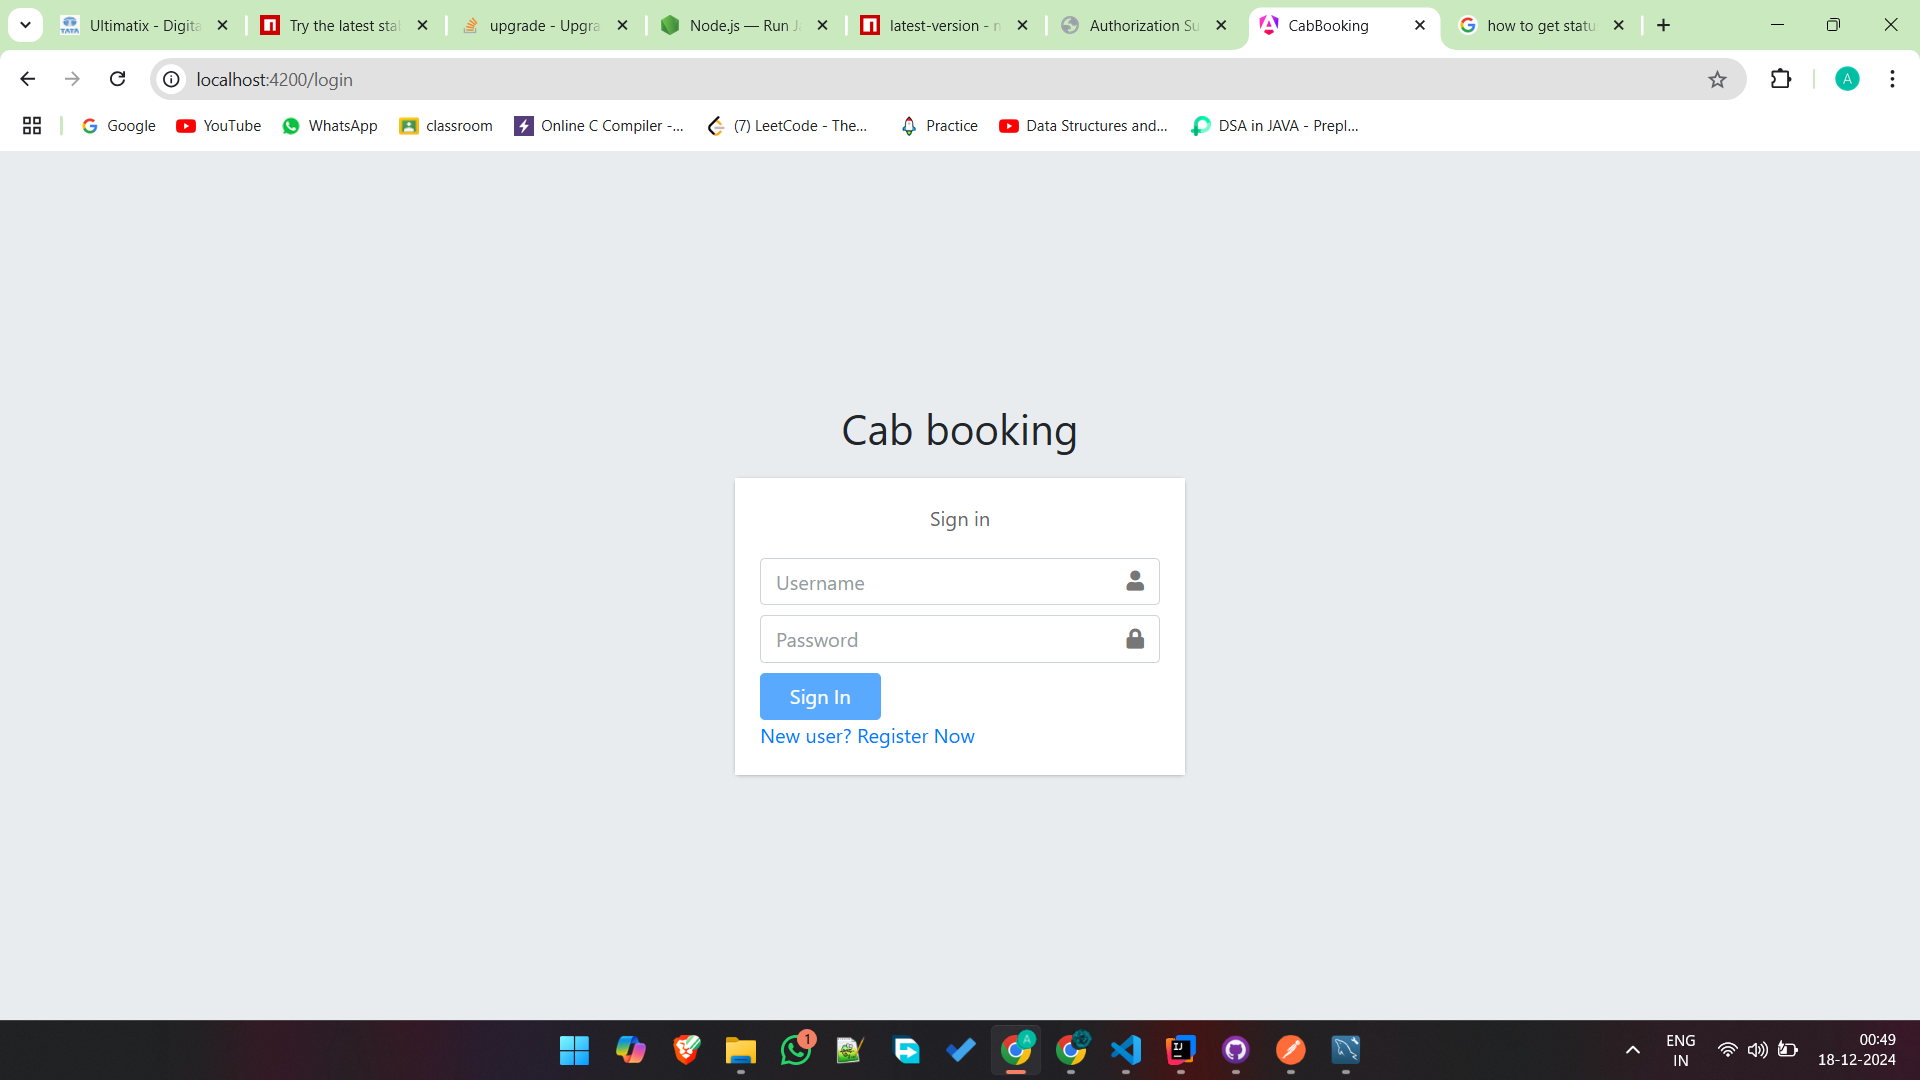 Ultimatix - Digita
Try the latest stal
upgrade - Upgra
Node.js — Run Ja
latest-version - n
Authorization Su
CabBooking
how to get statu
localhost:4200/login
A
Google
YouTube
WhatsApp
classroom
Online C Compiler -...
(7) LeetCode - The...
Practice
Data Structures and...
DSA in JAVA - Prepl...
Cab booking
Sign in
Username
Password
Sign In
New user? Register Now
1
A
ENG
IN
00:49
18-12-2024